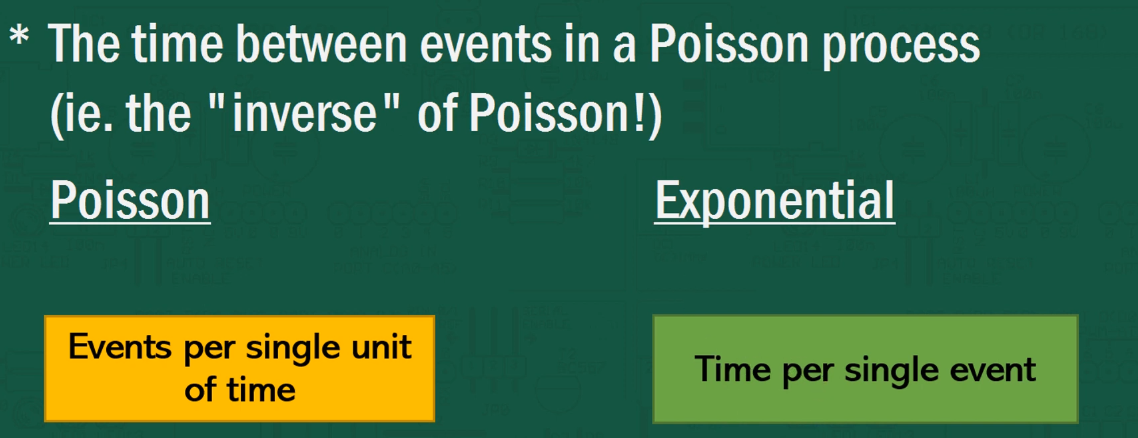 * The time between events in a Poisson process
(ie. the "inverse" of Poisson!)
Poisson
Exponential
Events per single unit
of time
Time per single event